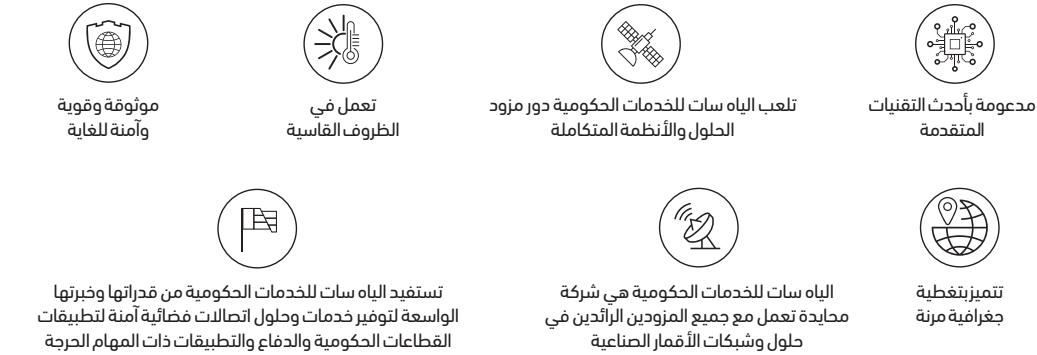 مدعومة بأحدث التقنيات
المتقدمة
تلعب الياه سات للخدمات الحكومية دور مزود
الحلول والأنظمة المتكاملة
تعمل في
الظروف القاسية
موثوقة وقوية
وآمنة للغاية
تتميزبتغطية
جغرافية مرنة
الياه سات للخدمات الحكومية هي شركة
محايدة تعمل مع جميع المزودين الرائدين في
حلول وشبكات الأقمار الصناعية
تستفيد الياه سات للخدمات الحكومية من قدراتها وخبرتها
الواسعة لتوفير خدمات وحلول اتصالات فضائية آمنة لتطبيقات
القطاعات الحكومية والدفاع والتطبيقات ذات المهام الحرجة